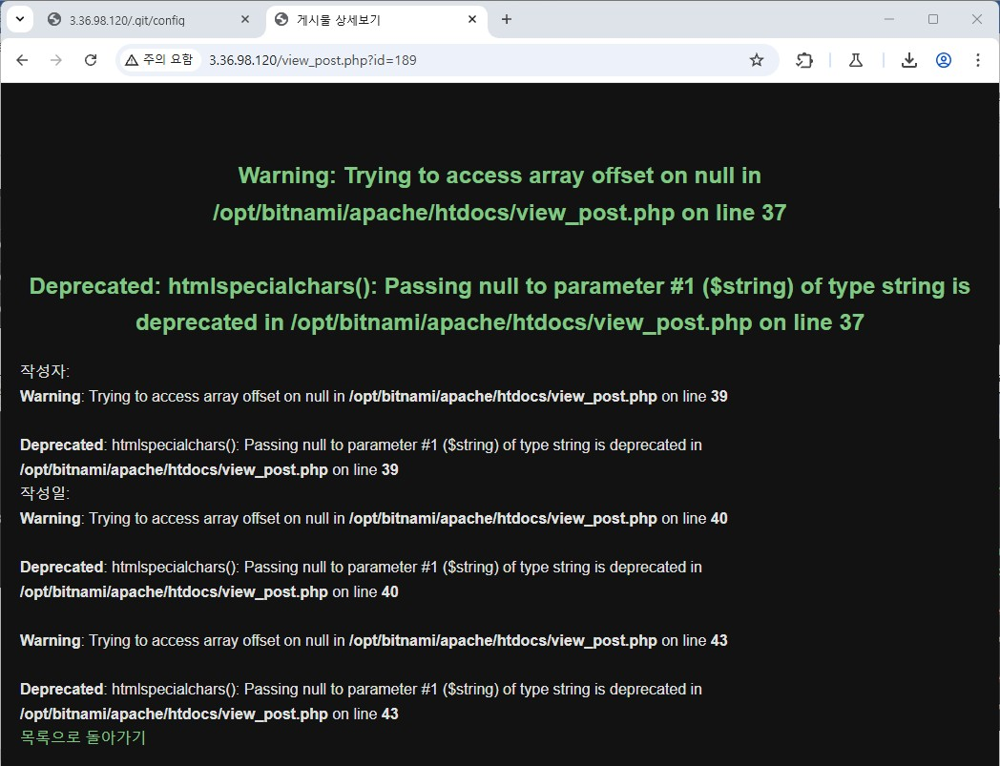 3.36.98.120/.git/config
게시물 상세보기
주의 요함
3.36.98.120/view_post.php?id=189
Warning: Trying to access array offset on null in
/opt/bitnami/apache/htdocs/view_post.php on line 37
Deprecated: htmlspecialchars(): Passing null to parameter #1 ($string) of type string is
deprecated in /opt/bitnami/apache/htdocs/view_post.php on line 37
작성자:
Warning: Trying to access array offset on null in /opt/bitnami/apache/htdocs/view_post.php on line 39
Deprecated: htmlspecialchars(): Passing null to parameter #1 ($string) of type string is deprecated in
/opt/bitnami/apache/htdocs/view_post.php on line 39
작성일:
Warning: Trying to access array offset on null in /opt/bitnami/apache/htdocs/view_post.php on line 40
Deprecated: htmlspecialchars(): Passing null to parameter #1 ($string) of type string is deprecated in
/opt/bitnami/apache/htdocs/view_post.php on line 40
Warning: Trying to access array offset on null in /opt/bitnami/apache/htdocs/view_post.php on line 43
Deprecated: htmlspecialchars(): Passing null to parameter #1 ($string) of type string is deprecated in
/opt/bitnami/apache/htdocs/view_post.php on line 43
목록으로 돌아가기